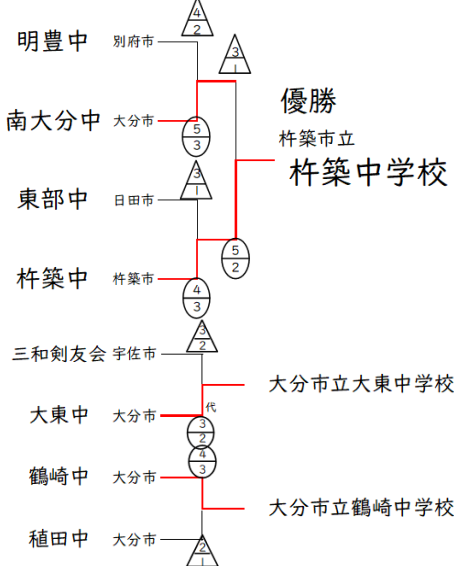 4
2
明豊中 別府市
3
1
優勝
南大分中 大分市
5
3
杵築市立
杵築中学校
3
1
東部中 日田市
5
2
杵築中 杵築市
4
3
3
2
三和剣友会 宇佐市
大分市立大東中学校
代
大東中 大分市
3
2
4
3
鶴崎中 大分市
大分市立鶴崎中学校
稙田中 大分市
2
1